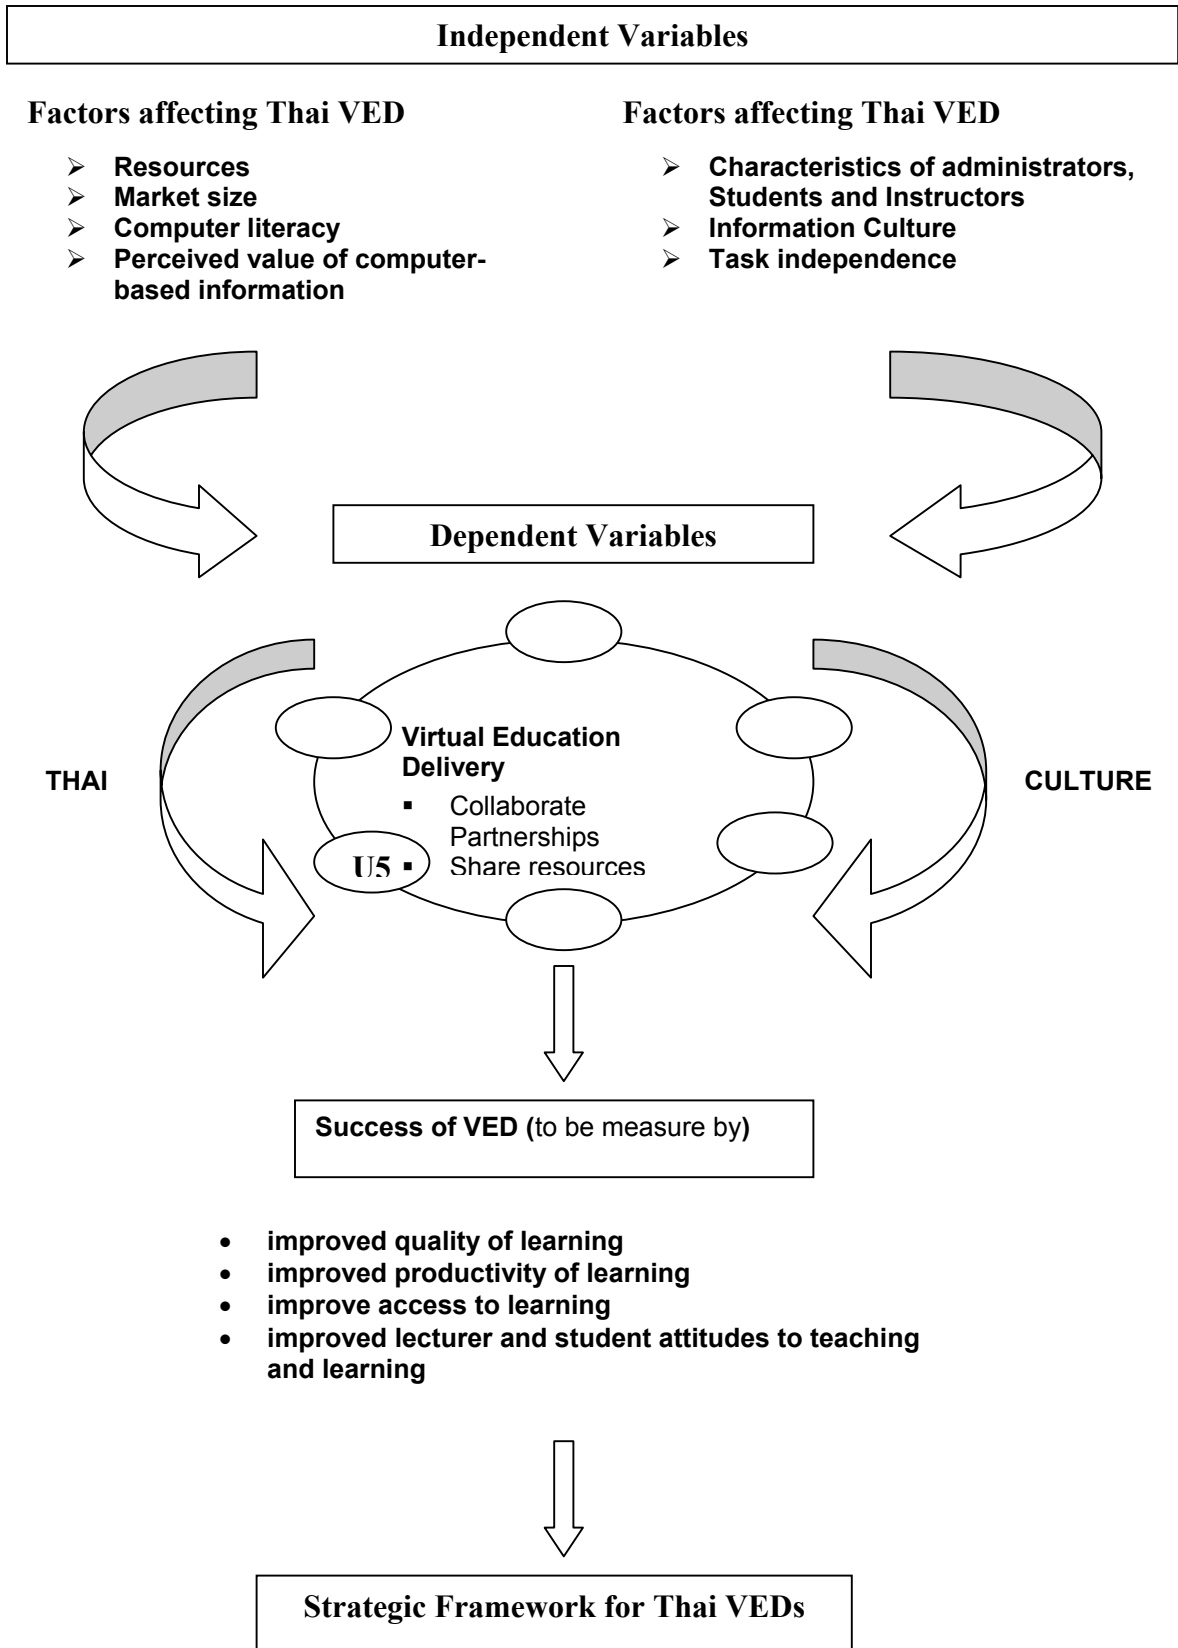 Independent Variables
Factors affecting Thai VED
➢ Resources
➢ Market size
➢ Computer literacy
➢ Perceived value of computer-
based information
Factors affecting Thai VED
➢ Characteristics of administrators,
Students and Instructors
➢ Information Culture
➢ Task independence
Dependent Variables
THAI
Virtual Education
Delivery
▪ Collaborate
Partnerships
▪ Share resources
U5
CULTURE
Success of VED (to be measure by)
• improved quality of learning
• improved productivity of learning
• improve access to learning
• improved lecturer and student attitudes to teaching
and learning
Strategic Framework for Thai VEDs